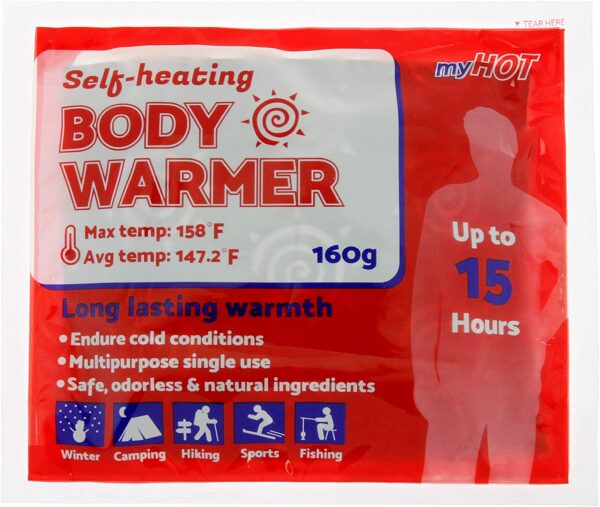 ♥ TEAR HERE
Self-heating
myHOT
BODY
WARMER
Max temp: 158°F
Avg temp: 147.2°F
160g
Up to
15
Hours
Long lasting warmth
• Endure cold conditions
• Multipurpose single use
• Safe, odorless & natural ingredients
Winter Camping Hiking Sports Fishing